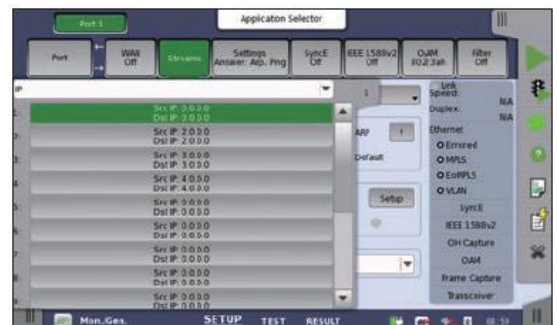 Port 1
Application Selector
Port
WAN
Off
Streams
Settings
Answer: Arp, Ping
SyncE
Off
IEEE 1588v2
Off
OAM
802.3ah
Filter
Off
IP
1
Link
Speed:
N/A
Duplex:
N/A
Src IP: 0.0.0.0
Dst IP: 0.0.0.0
Src IP: 2.0.0.0
Dst IP: 2.0.0.0
Src IP: 3.0.0.0
Dst IP: 3.0.0.0
Src IP: 4.0.0.0
Dst IP: 4.0.0.0
Src IP: 0.0.0.0
Dst IP: 0.0.0.0
Src IP: 0.0.0.0
Dst IP: 0.0.0.0
Src IP: 0.0.0.0
Dst IP: 0.0.0.0
Src IP: 0.0.0.0
Dst IP: 0.0.0.0
Src IP: 0.0.0.0
Dst IP: 0.0.0.0
ARP
Default
Setup
Ethernet
Errored
MPLS
EoMPLS
VLAN
SyncE
IEEE 1588v2
OH Capture
OAM
Frame Capture
Transceiver
Mon./Gen.
SETUP
TEST
RESULT